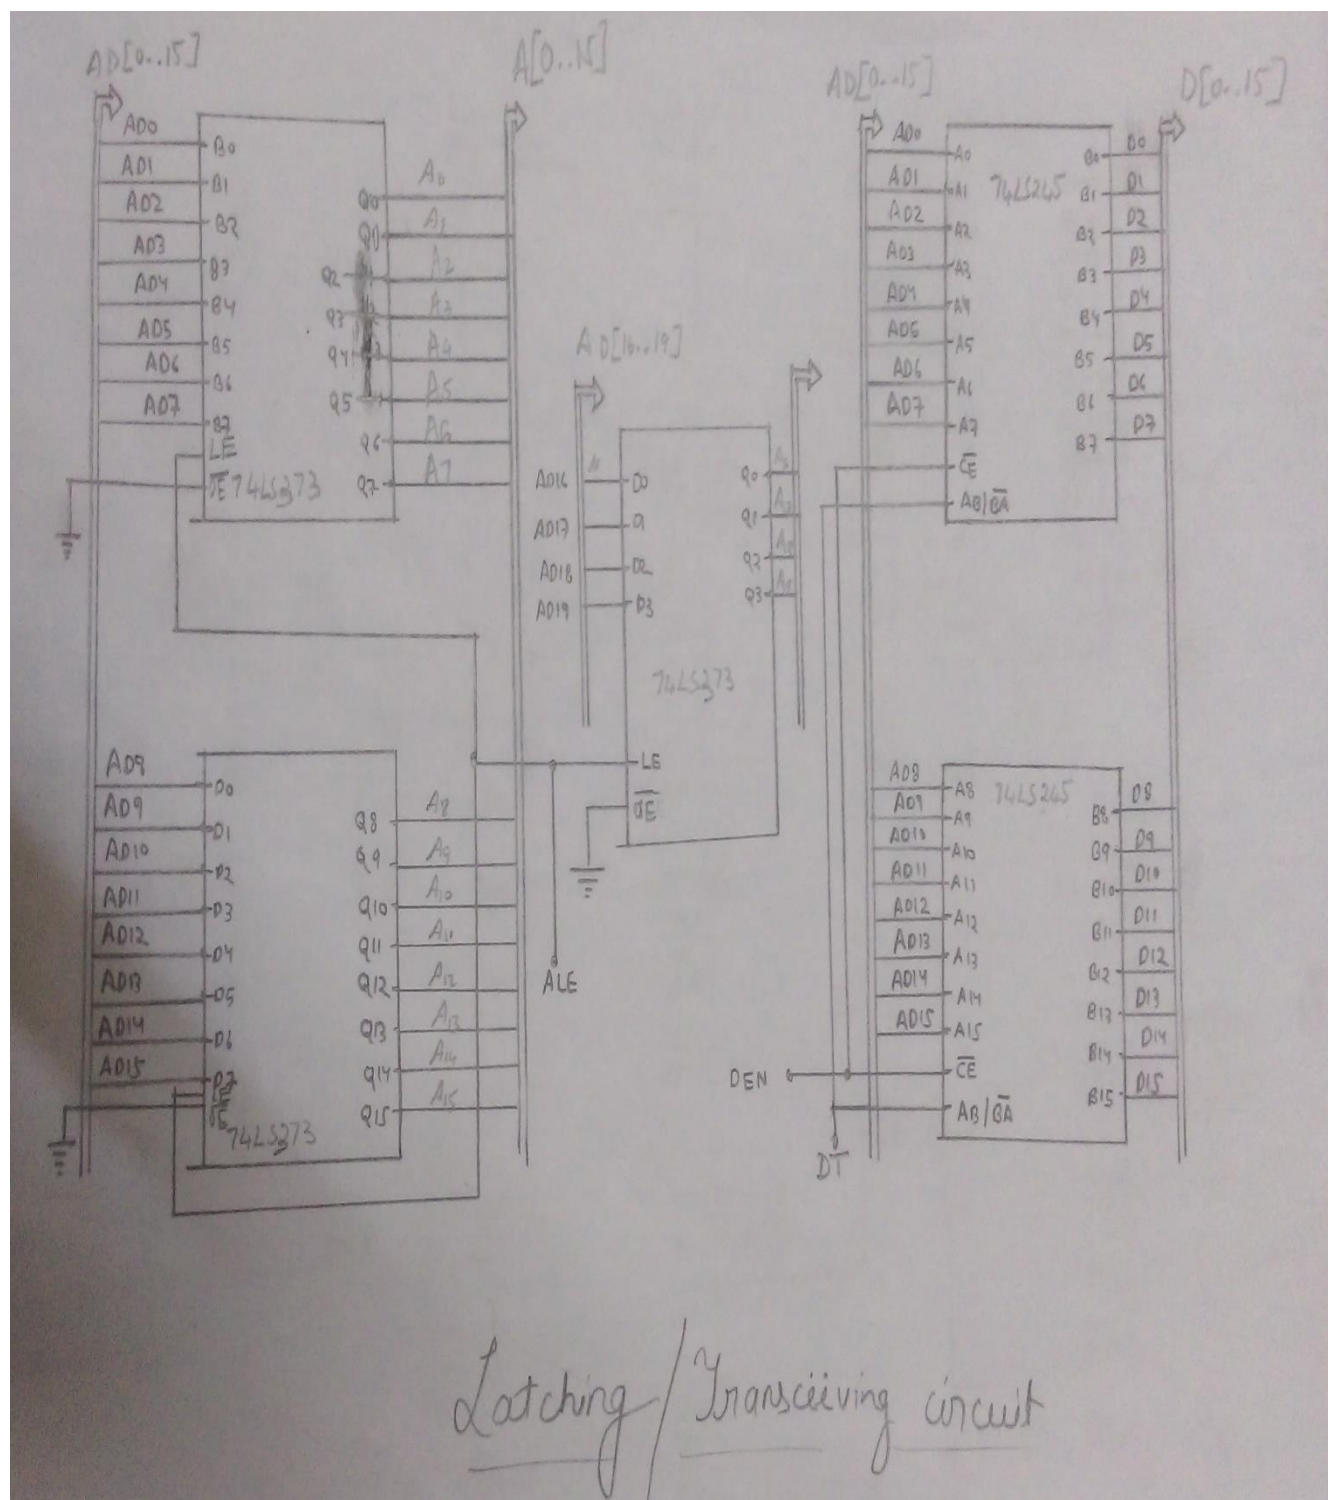 AD[0..15]
AD0
AD1
AD2
AD3
AD4
AD5
AD6
AD7
B0
B1
B2
B3
B4
B5
B6
B7
LE
O̅E̅
74LS373
Q0
Q1
Q2
Q3
Q4
Q5
Q6
Q7
A0
A1
A2
A3
A4
A5
A6
A7
A[0..15]
AD9
AD9
AD10
AD11
AD12
AD13
AD14
AD15
D0
D1
D2
D3
D4
D5
D6
D7
74LS373
Q8
Q9
Q10
Q11
Q12
Q13
Q14
Q15
A8
A9
A10
A11
A12
A13
A14
A15
AD[16..19]
AD16
AD17
AD18
AD19
D0
D2
D3
Q0
Q1
Q2
Q3
74LS373
LE
O̅E̅
ALE
AD[0..15]
AD0
AD1
AD2
AD3
AD4
AD5
AD6
AD7
A0
A1
A2
A3
A4
A5
A6
A7
C̅E̅
AB/B̅A̅
74LS245
B0
B1
B2
B3
B4
B5
B6
B7
D0
D1
D2
D3
D4
D5
D6
D7
D[0..15]
AD8
AD9
AD10
AD11
AD12
AD13
AD14
AD15
A8
A9
A10
A11
A12
A13
A14
A15
C̅E̅
AB/B̅A̅
74LS245
B8
B9
B10
B11
B12
B13
B14
B15
D8
D9
D10
D11
D12
D13
D14
D15
DEN
DT
Latching / Transceiving circuit